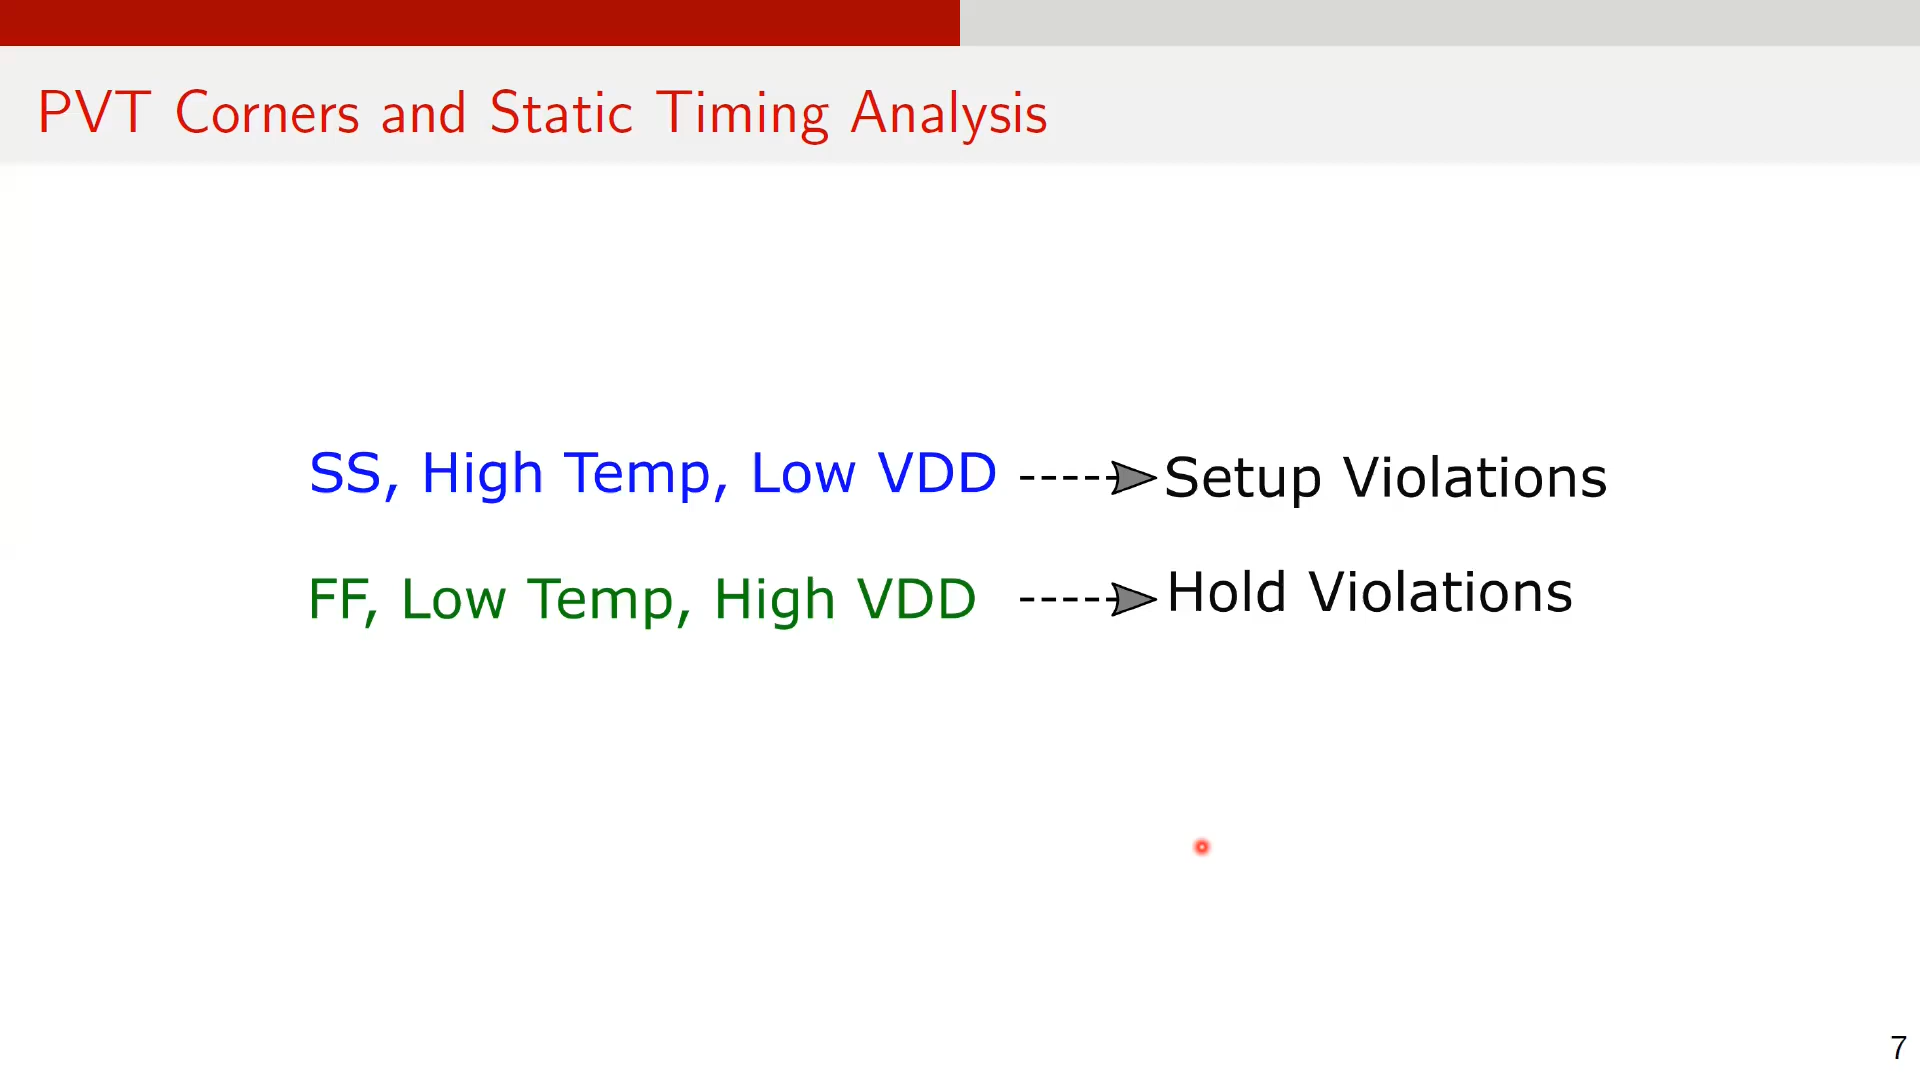 PVT Corners and Static Timing Analysis
SS, High Temp, Low VDD Setup Violations
FF, Low Temp, High VDD Hold Violations
7